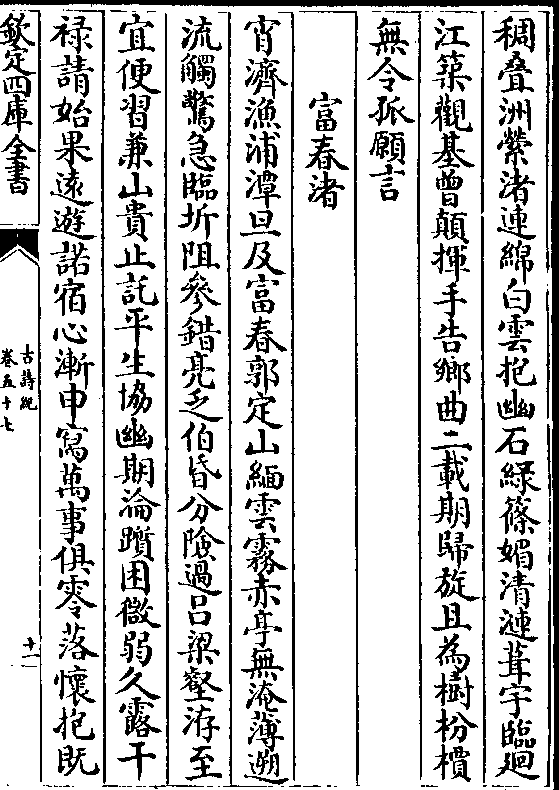 稠叠洲縈渚連綿白雲抱幽石緑篠媚清漣葺宇臨廻
江築觀基曾顛揮手告鄉曲二載期歸旋且為樹枌檟
無令孤願言
富春渚
宵濟漁浦潭旦及富春郭定山緬雲霧赤亭無淹薄遡
流觸驚急臨圻阻參錯亮乏伯昏分險過呂梁壑洊至
宜便習兼山貴止託平生協幽期淪躓困微弱久露干
禄請始果遠遊諾宿心漸申寫萬事俱零落懷抱既
欽定四庫全書
古詩紀
卷五十七
十一